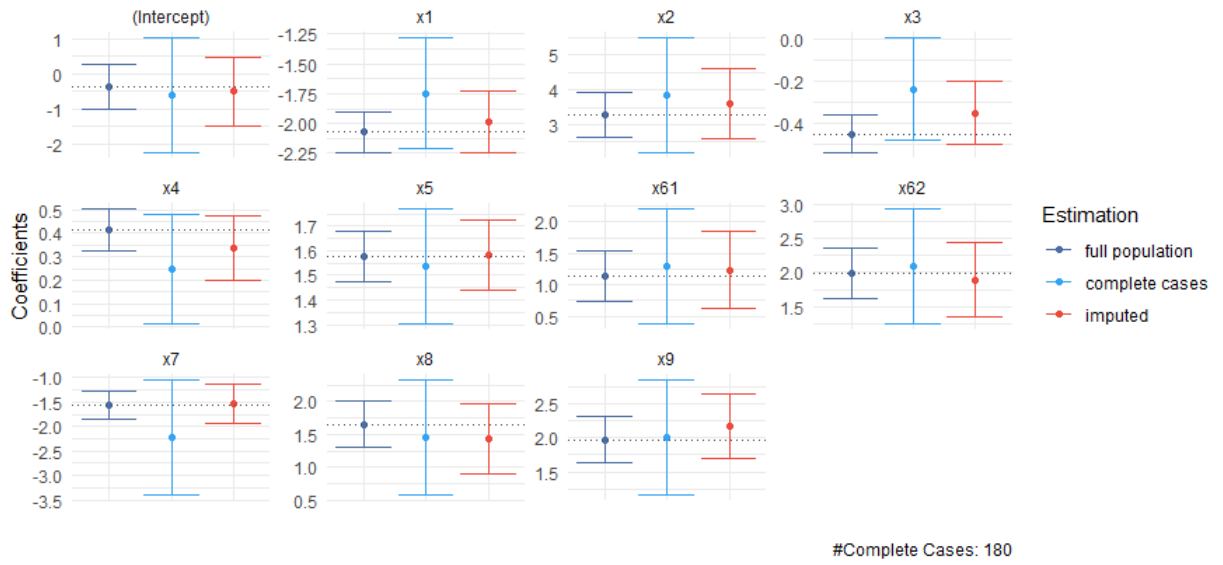 (Intercept)
x1
x2
x3
1
0
-1
-2
-1.25
-1.50
-1.75
-2.00
-2.25
5
4
3
0.0
-0.2
-0.4
x4
x5
x61
x62
0.5
0.4
0.3
0.2
0.1
0.0
1.7
1.6
1.5
1.4
1.3
2.0
1.5
1.0
0.5
3.0
2.5
2.0
1.5
x7
x8
x9
-1.0
-1.5
-2.0
-2.5
-3.0
-3.5
2.0
1.5
1.0
0.5
2.5
2.0
1.5
Coefficients
Estimation
full population
complete cases
imputed
#Complete Cases: 180